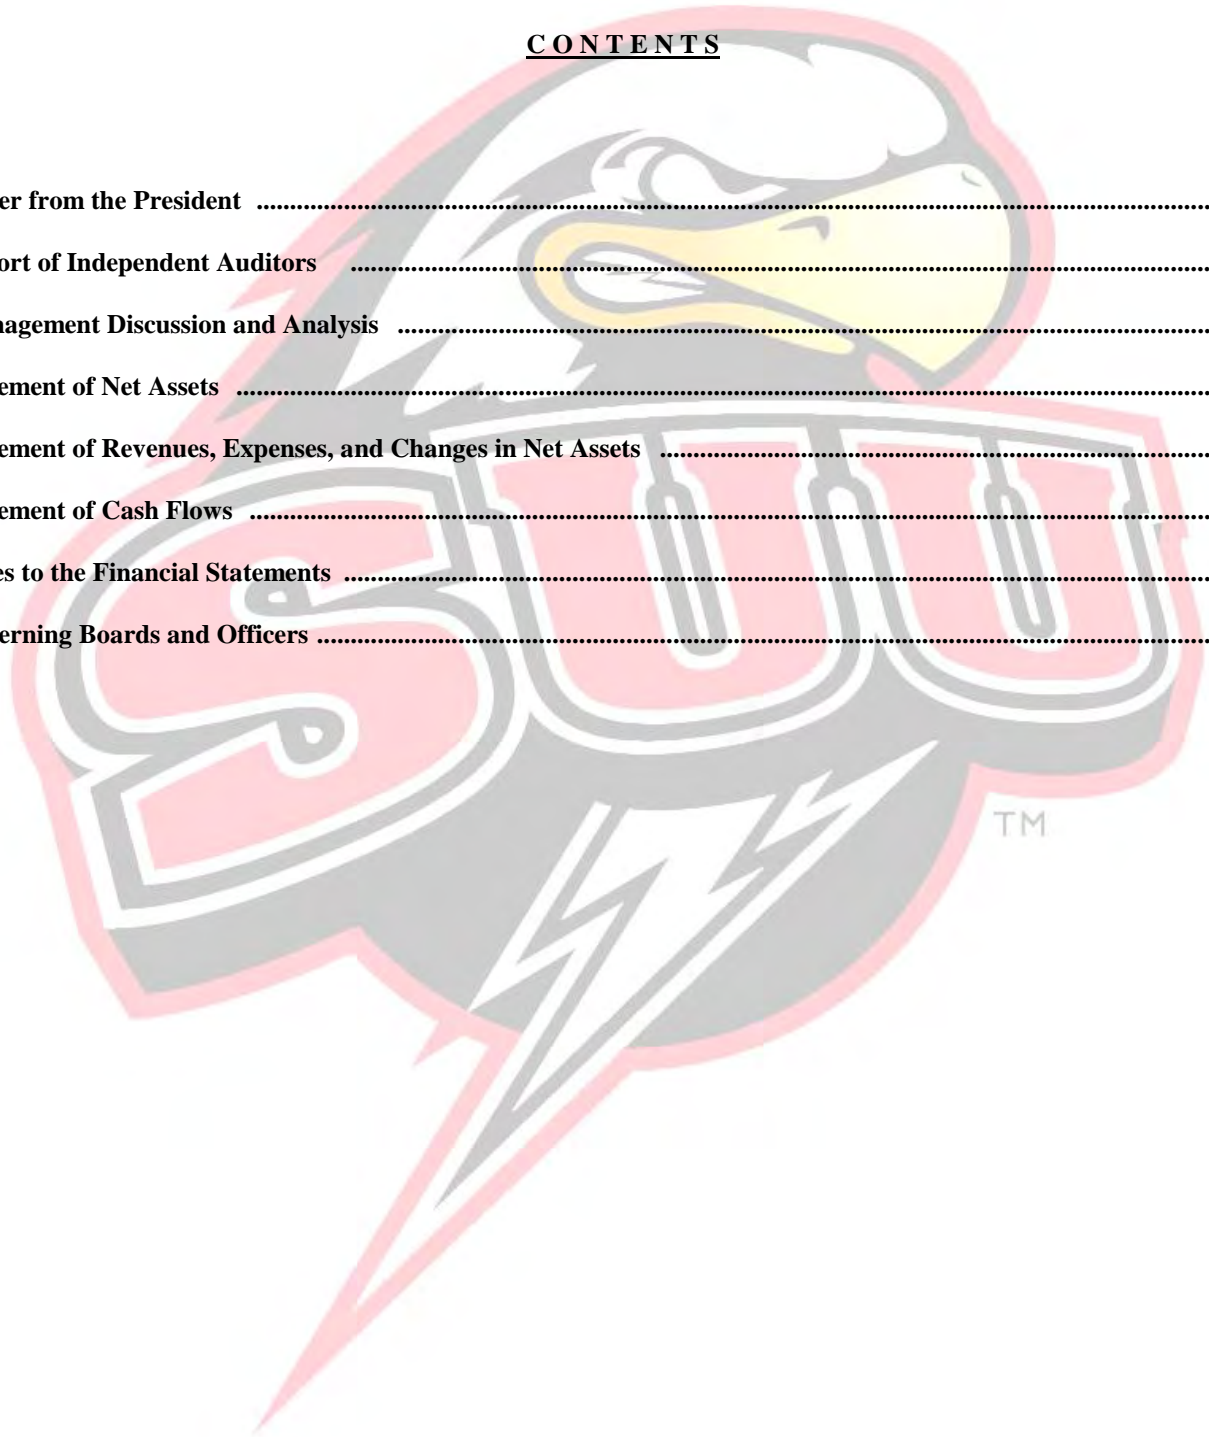 CONTENTS
er from the President ................................................................
ort of Independent Auditors ................................................................
nagement Discussion and Analysis ................................................................
ement of Net Assets ................................................................
ement of Revenues, Expenses, and Changes in Net Assets ................................................................
ement of Cash Flows ................................................................
es to the Financial Statements ................................................................
erning Boards and Officers ................................................................
SUU
TM